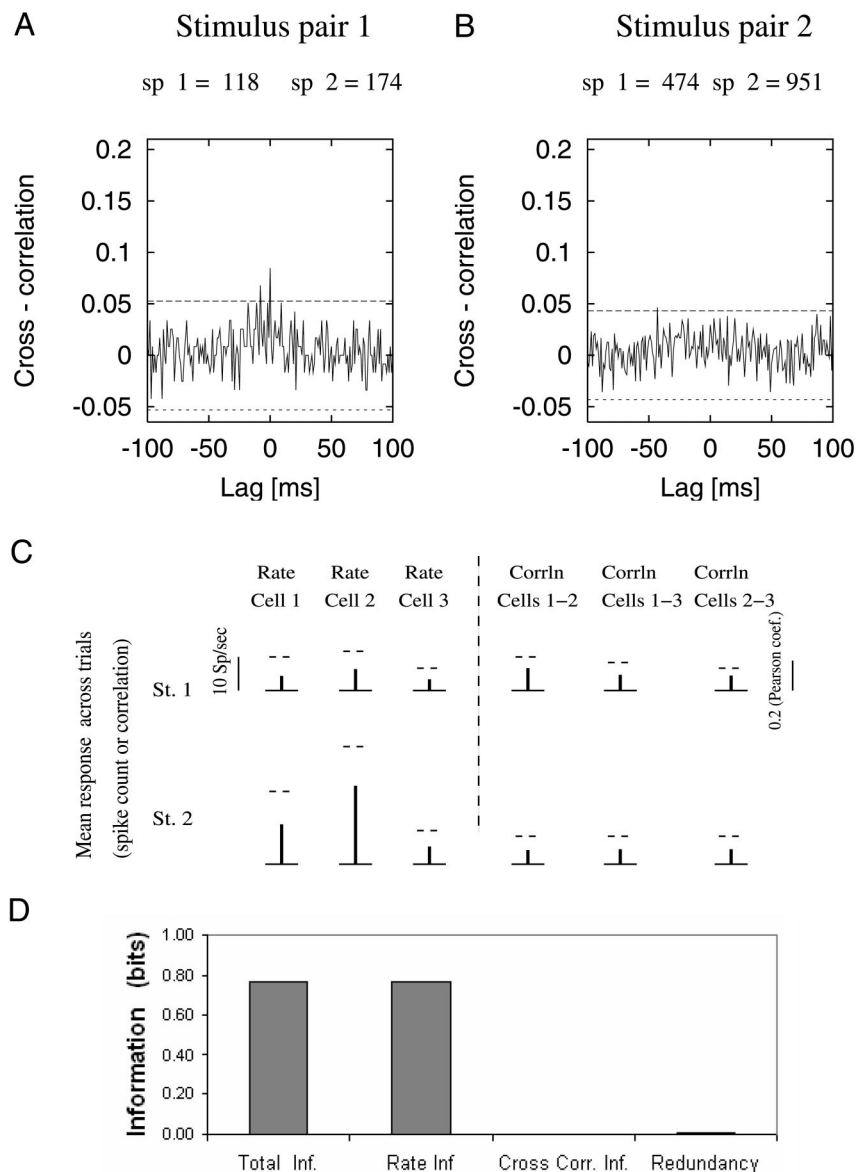 A
Stimulus pair 1
B
Stimulus pair 2
sp 1 = 118 sp 2 = 174
sp 1 = 474 sp 2 = 951
Cross - correlation
0.2
0.15
0.1
0.05
0
-0.05
-100 -50 0 50 100
Lag [ms]
Cross - correlation
0.2
0.15
0.1
0.05
0
-0.05
-100 -50 0 50 100
Lag [ms]
C
Mean response across trials
(spike count or correlation)
Rate Rate Rate Corrln Corrln Corrln
Cell 1 Cell 2 Cell 3 Cells 1-2 Cells 1-3 Cells 2-3
St. 1
10 Sp/sec
0.2 (Pearson coef.)
St. 2
D
Information (bits)
1.00
0.80
0.60
0.40
0.20
0.00
Total Inf. Rate Inf Cross Corr. Inf. Redundancy